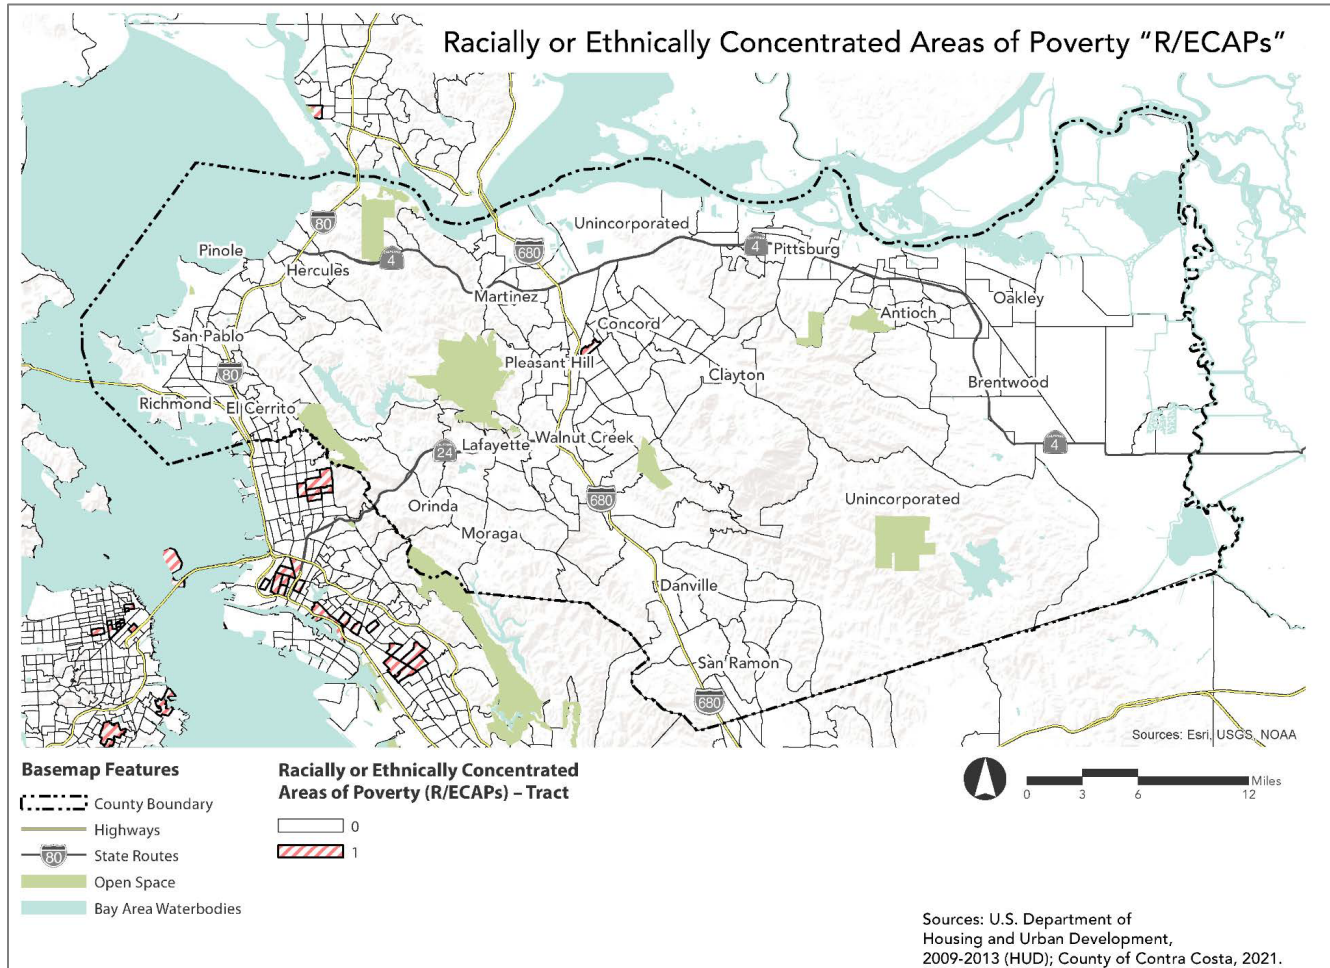 Racially or Ethnically Concentrated Areas of Poverty “R/ECAPs”
Unincorporated
80
Pinole
680
4
Pittsburg
4
Hercules
Martinez
Oakley
Antioch
Concord
San Pablo
Pleasant Hill
80
Clayton
Brentwood
Richmond
El Cerrito
Walnut Creek
Lafayette
24
4
680
Unincorporated
Orinda
Moraga
Danville
San Ramon
680
Sources: Esri, USGS, NOAA
Basemap Features
County Boundary
Highways
80
State Routes
Open Space
Bay Area Waterbodies
Racially or Ethnically Concentrated
Areas of Poverty (R/ECAPs) – Tract
0
1
Miles
0 3 6 12
Sources: U.S. Department of
Housing and Urban Development,
2009-2013 (HUD); County of Contra Costa, 2021.